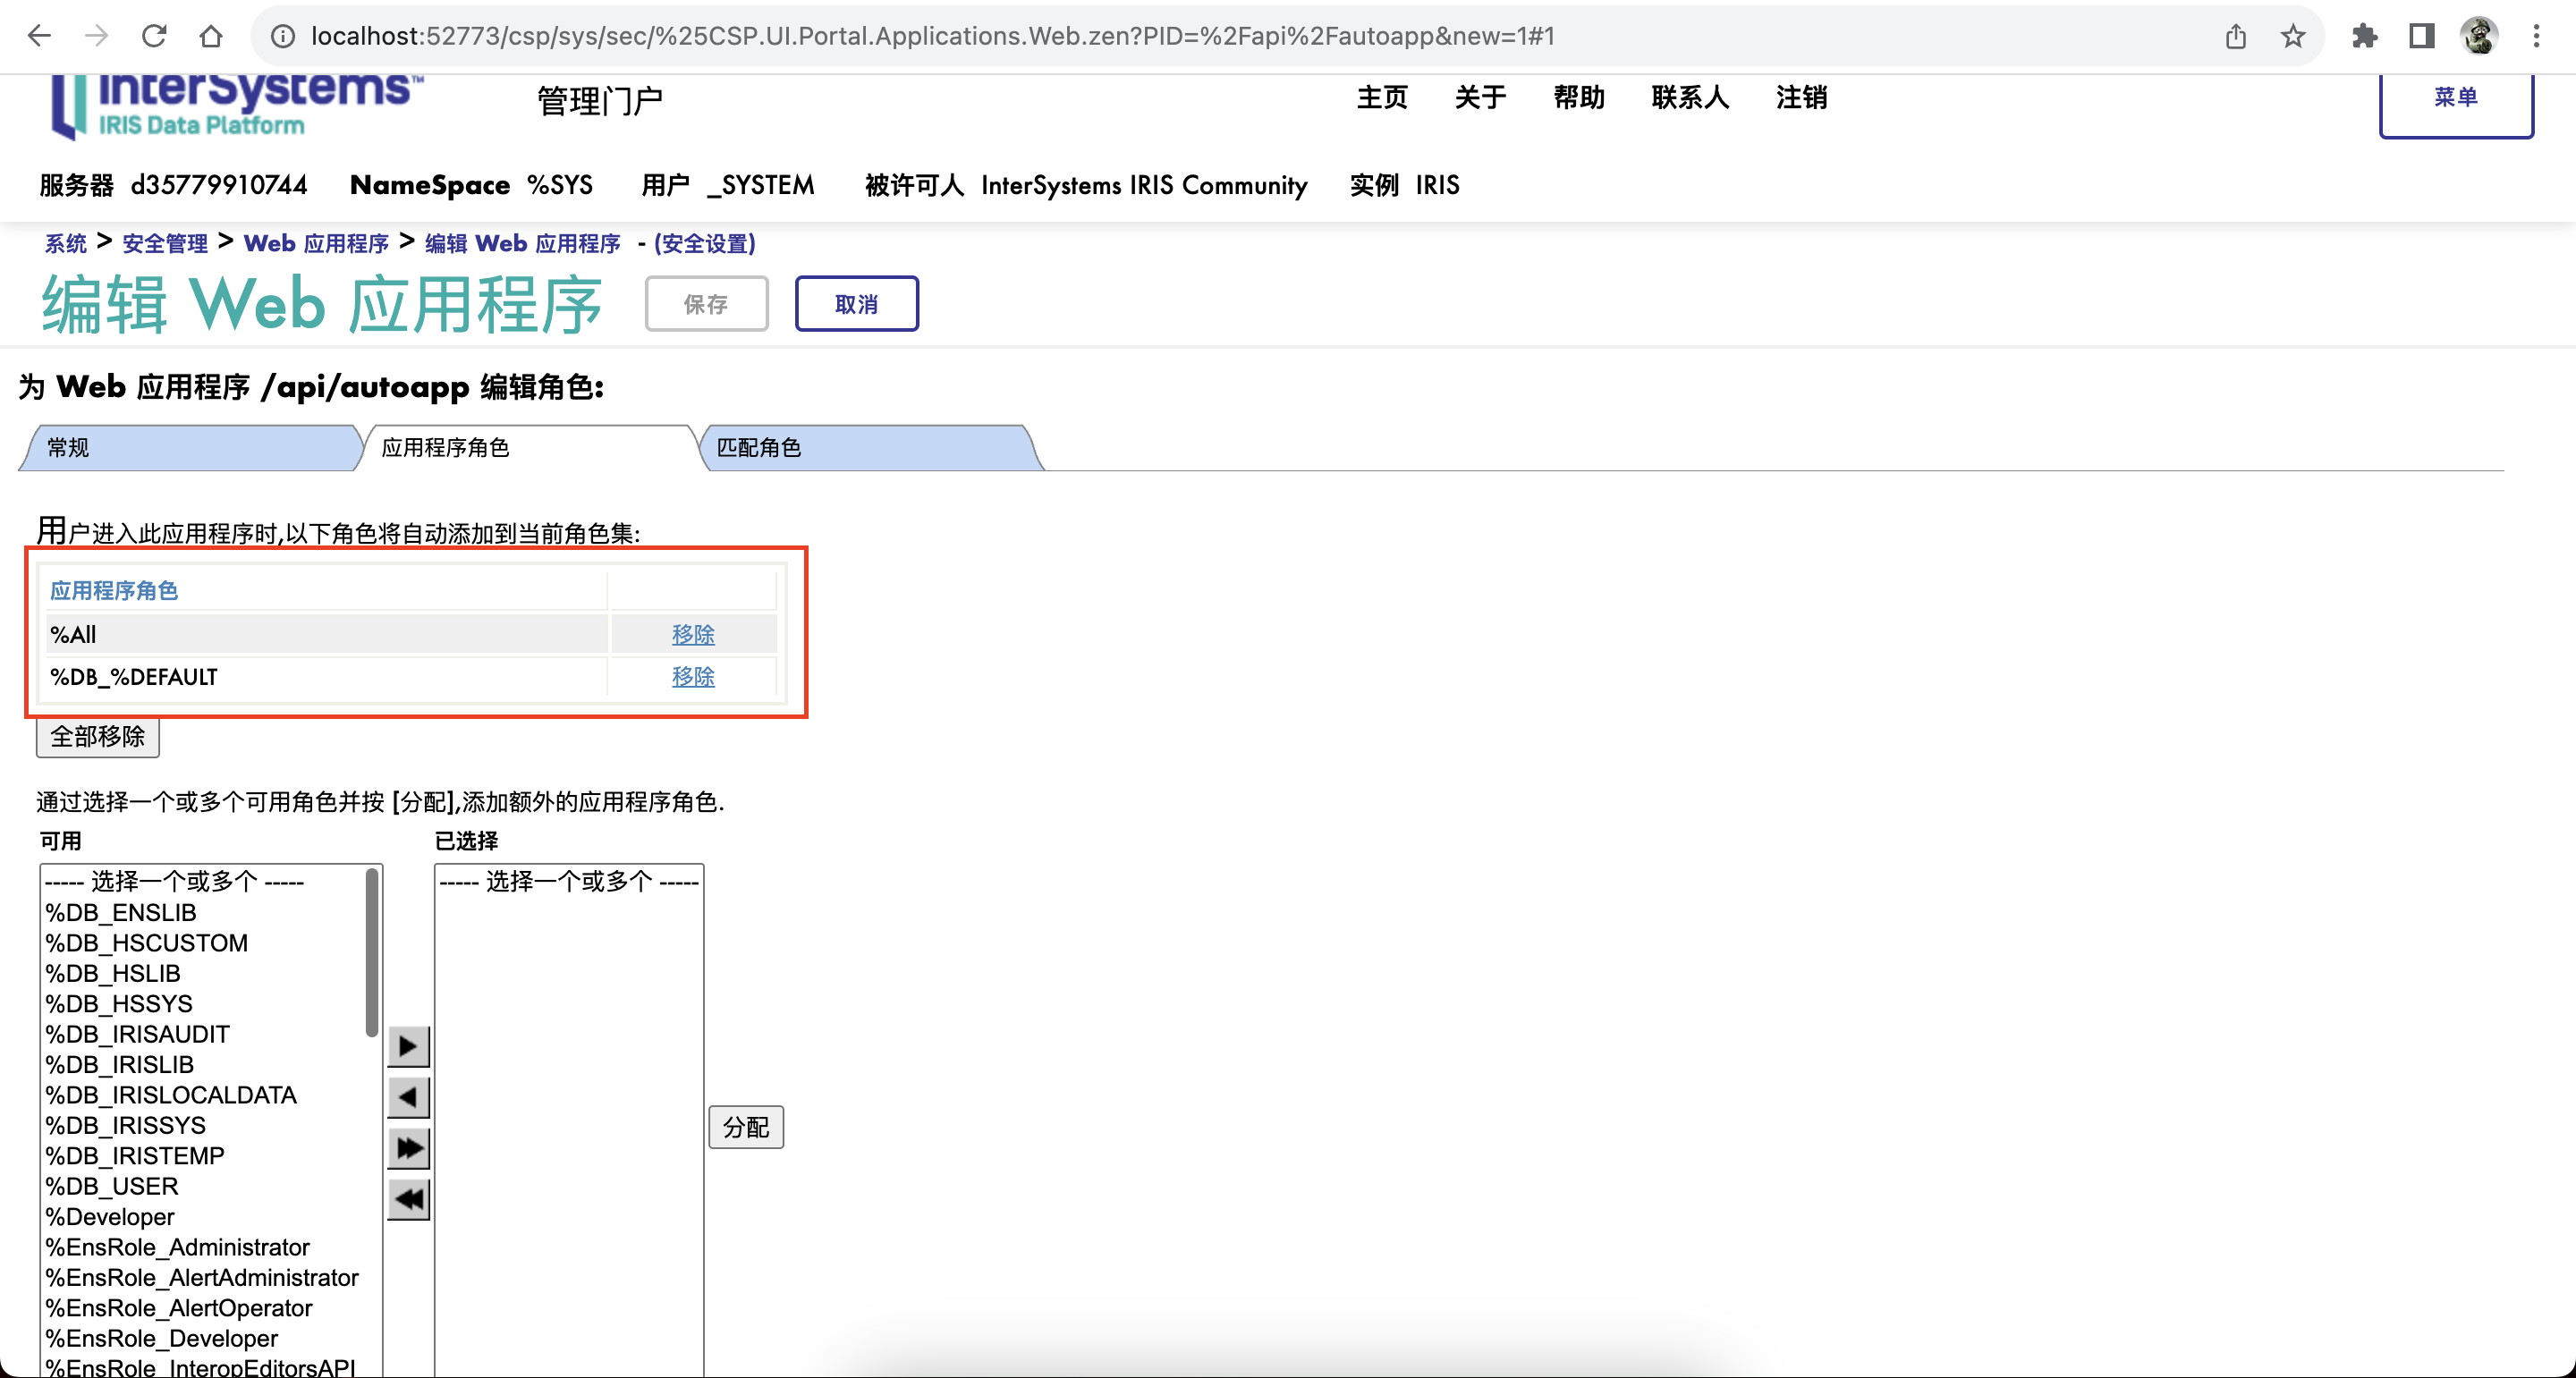 localhost:52773/csp/sys/sec/%25CSP.UI.Portal.Applications.Web.zen?PID=%2Fapi%2Fautoapp&new=1#1
InterSystems™
IRIS Data Platform
管理门户
主页 关于 帮助 联系人 注销
菜单
服务器 d35779910744 NameSpace %SYS 用户 _SYSTEM 被许可人 InterSystems IRIS Community 实例 IRIS
系统 > 安全管理 > Web 应用程序 > 编辑 Web 应用程序 - (安全设置)
编辑 Web 应用程序 保存 取消
为 Web 应用程序 /api/autoapp 编辑角色:
常规 应用程序角色 匹配角色
用户进入此应用程序时,以下角色将自动添加到当前角色集:
应用程序角色
%All 移除
%DB_%DEFAULT 移除
全部移除
通过选择一个或多个可用角色并按 [分配],添加额外的应用程序角色.
可用 已选择
----- 选择一个或多个 ----- ----- 选择一个或多个 -----
%DB_ENSLIB
%DB_HSCUSTOM
%DB_HSLIB
%DB_HSSYS
%DB_IRISAUDIT
%DB_IRISLIB
%DB_IRISLOCALDATA
%DB_IRISSYS
分配
%DB_IRISTEMP
%DB_USER
%Developer
%EnsRole_Administrator
%EnsRole_AlertAdministrator
%EnsRole_AlertOperator
%EnsRole_Developer
%EnsRole_InteropEditorsAPI